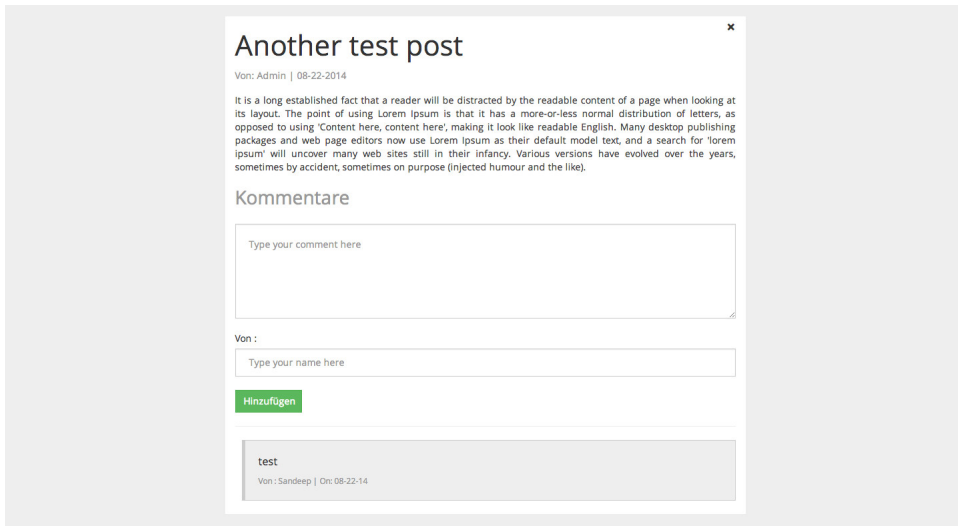 Another test post
Von: Admin | 08-22-2014
It is a long established fact that a reader will be distracted by the readable content of a page when looking at
its layout. The point of using Lorem Ipsum is that it has a more-or-less normal distribution of letters, as
opposed to using 'Content here, content here', making it look like readable English. Many desktop publishing
packages and web page editors now use Lorem Ipsum as their default model text, and a search for 'lorem
ipsum' will uncover many web sites still in their infancy. Various versions have evolved over the years,
sometimes by accident, sometimes on purpose (injected humour and the like).
Kommentare
Type your comment here
Von :
Type your name here
Hinzufügen
test
Von : Sandeep | On: 08-22-14